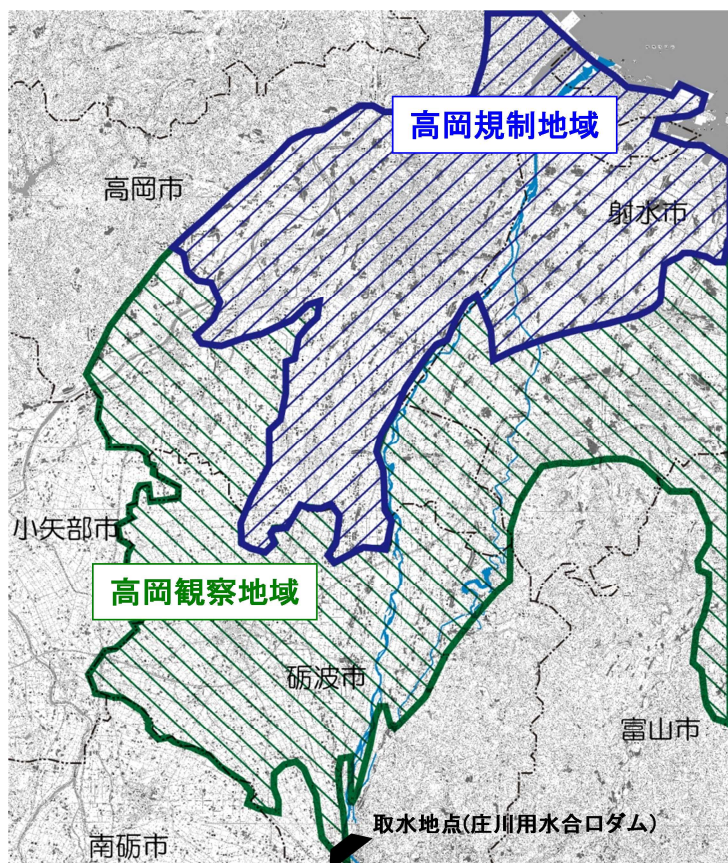 高岡規制地域
高岡市
射水市
小矢部市
高岡観察地域
砺波市
富山市
取水地点(庄川用水合口ダム)
南砺市